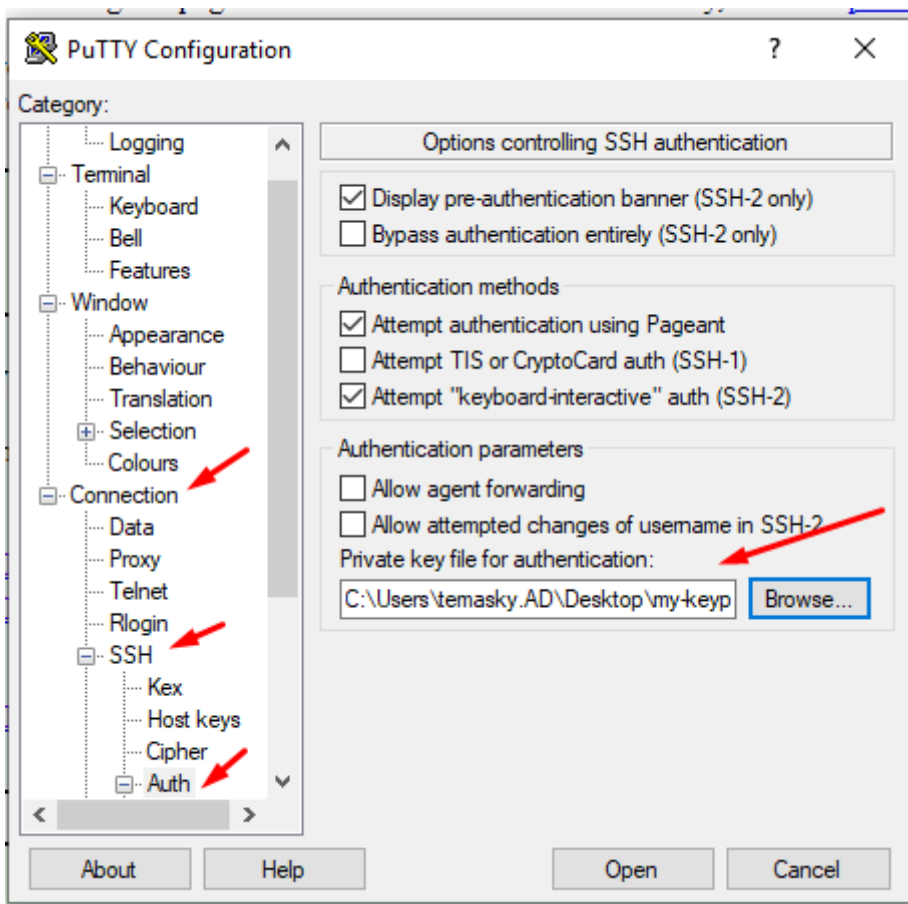 PuTTY Configuration
?
Category:
Logging
Terminal
Keyboard
Bell
Features
Window
Appearance
Behaviour
Translation
Selection
Colours
Connection
Data
Proxy
Telnet
Rlogin
SSH
Kex
Host keys
Cipher
Auth
Options controlling SSH authentication
Display pre-authentication banner (SSH-2 only)
Bypass authentication entirely (SSH-2 only)
Authentication methods
Attempt authentication using Pageant
Attempt TIS or CryptoCard auth (SSH-1)
Attempt "keyboard-interactive" auth (SSH-2)
Authentication parameters
Allow agent forwarding
Allow attempted changes of username in SSH-2
Private key file for authentication:
C:\Users\temasky.AD\Desktop\my-keyp
Browse...
About
Help
Open
Cancel